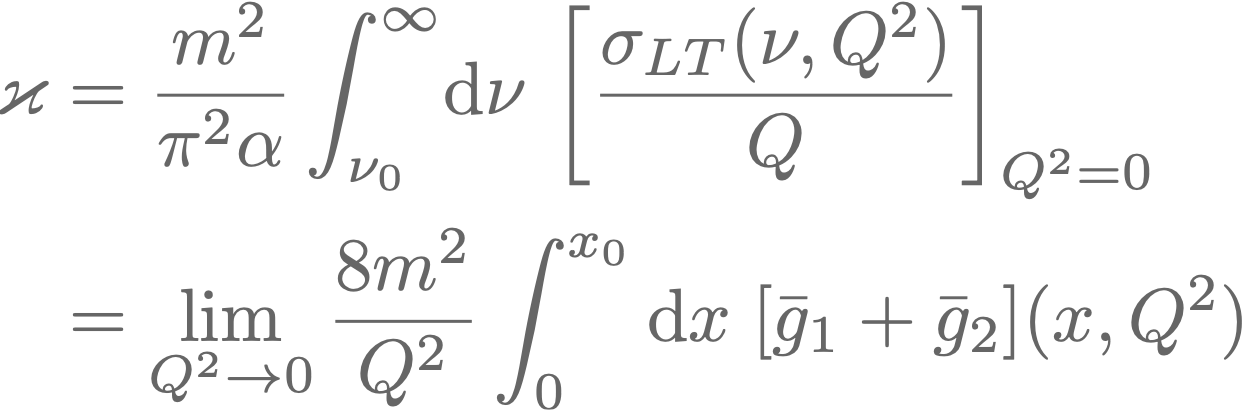 $\varkappa = \frac{m^2}{\pi^2 \alpha} \int_{\nu_0}^{\infty} \mathrm{d}\nu \left[ \frac{\sigma_{LT}(\nu, Q^2)}{Q} \right]_{Q^2=0}$
$= \lim_{Q^2 \to 0} \frac{8m^2}{Q^2} \int_0^{x_0} \mathrm{d}x \, [\bar{g}_1 + \bar{g}_2](x, Q^2)$